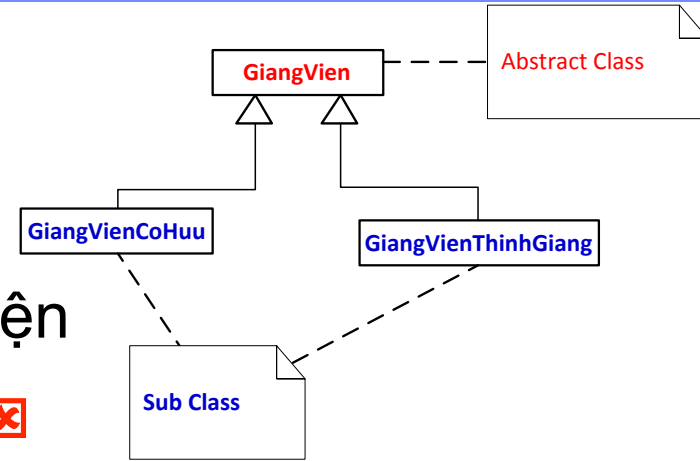 GiangVien
Abstract Class
GiangVienCoHuu
GiangVienThinhGiang
ện
Sub Class